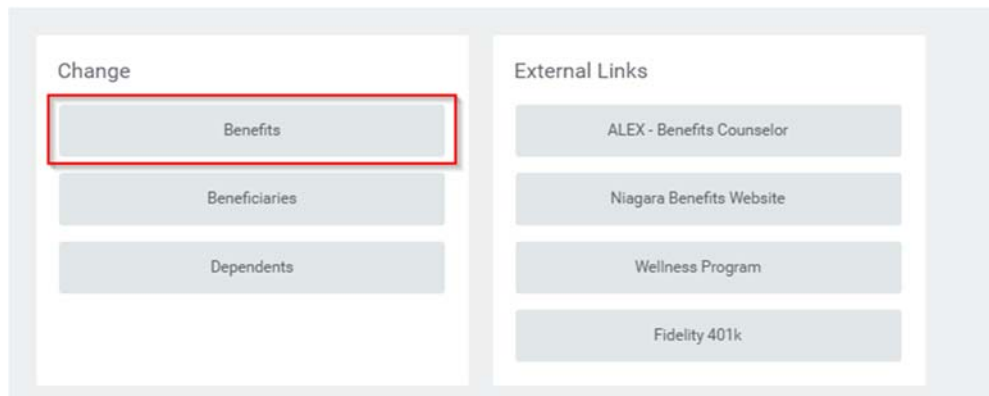 Change
Benefits
Beneficiaries
Dependents
External Links
ALEX - Benefits Counselor
Niagara Benefits Website
Wellness Program
Fidelity 401k